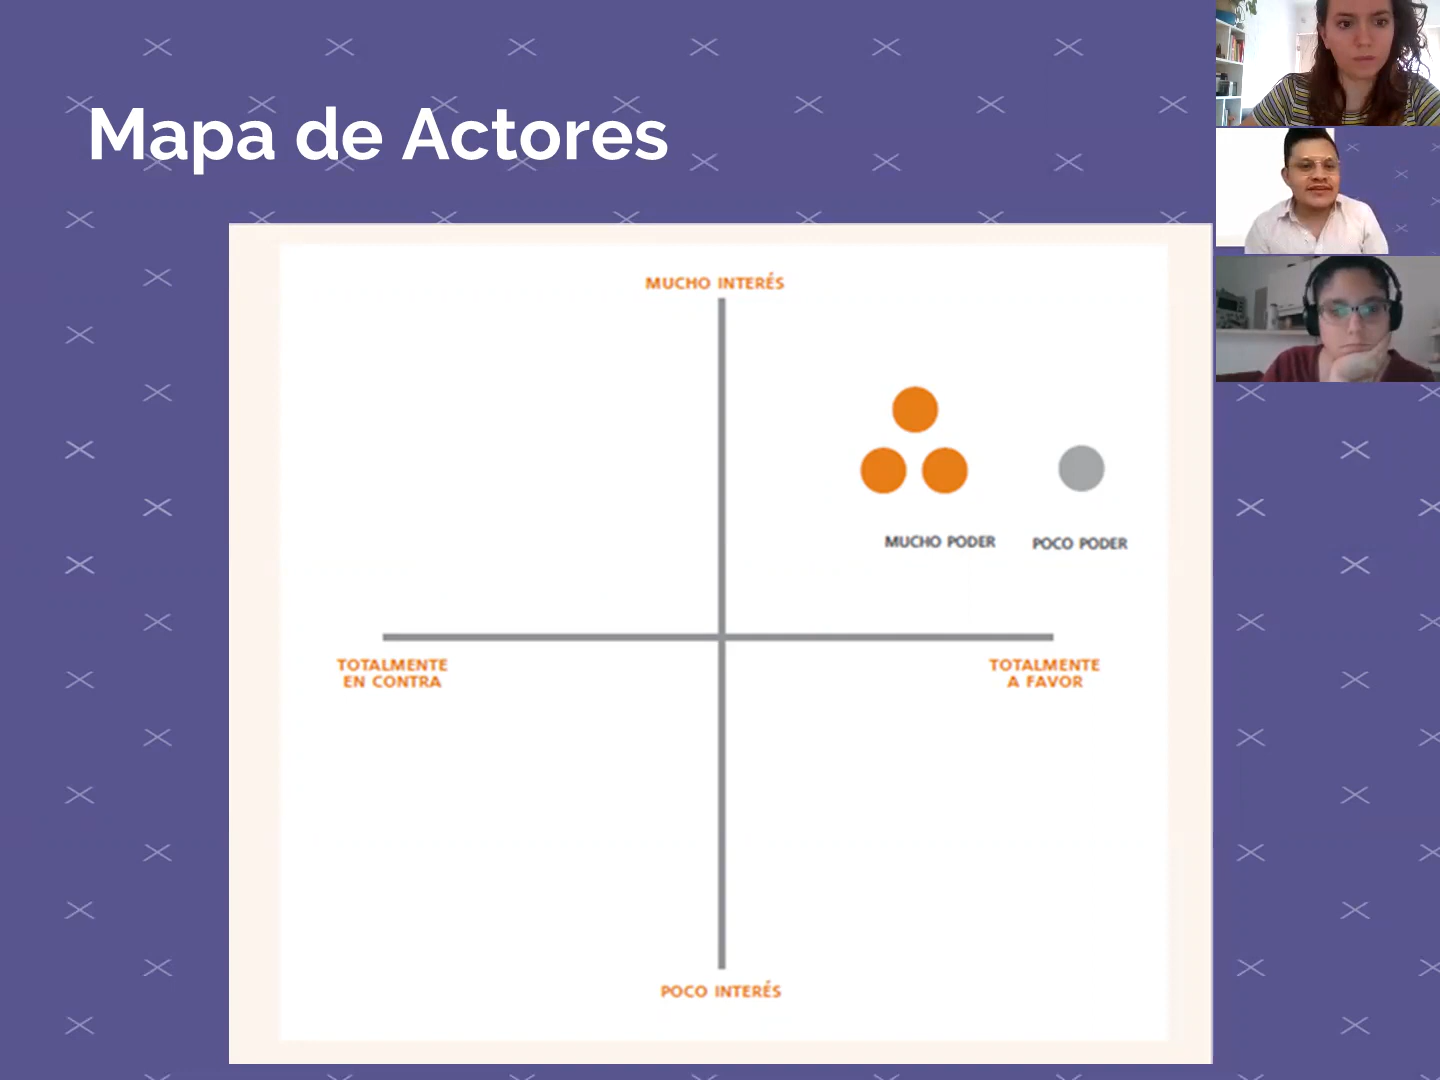 Mapa de Actores
MUCHO INTERÉS
MUCHO PODER
POCO PODER
TOTALMENTE
EN CONTRA
TOTALMENTE
A FAVOR
POCO INTERÉS